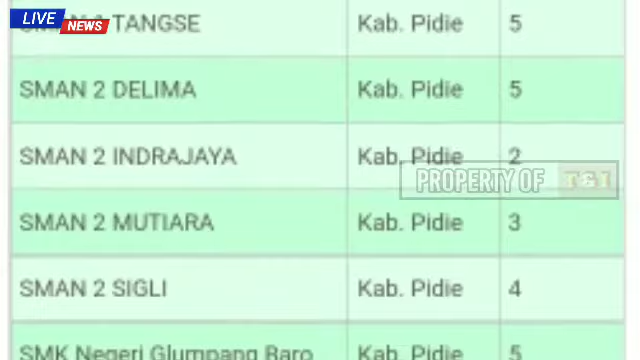 LIVE
NEWS
TANGSE Kab. Pidie 5
SMAN 2 DELIMA Kab. Pidie 5
SMAN 2 INDRAJAYA Kab. Pidie 2
PROPERTY OF T&I
SMAN 2 MUTIARA Kab. Pidie 3
SMAN 2 SIGLI Kab. Pidie 4
SMK Negeri Glumpang Baro Kab. Pidie 5